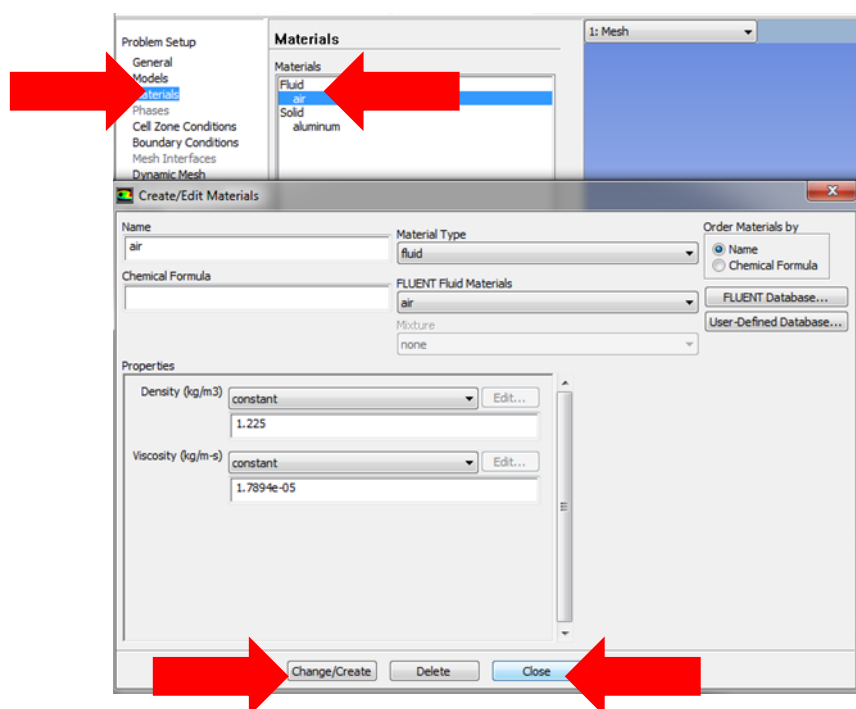 Problem Setup
General
Models
Materials
Phases
Cell Zone Conditions
Boundary Conditions
Mesh Interfaces
Dynamic Mesh
Materials
Materials
Fluid
air
Solid
aluminum
1: Mesh
Create/Edit Materials
Name
air
Chemical Formula
Material Type
fluid
FLUENT Fluid Materials
air
Mixture
none
Order Materials by
Name
Chemical Formula
FLUENT Database...
User-Defined Database...
Properties
Density (kg/m3)
constant
Edit...
1.225
Viscosity (kg/m-s)
constant
Edit...
1.7894e-05
Change/Create
Delete
Close